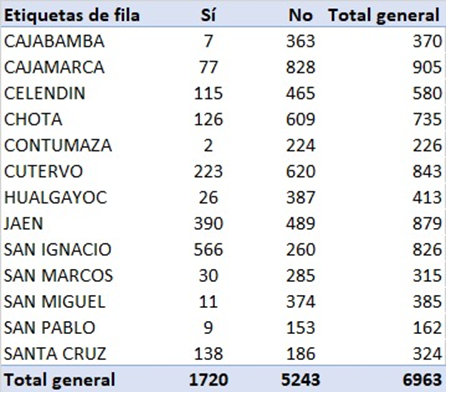 Etiquetas de fila Sí No Total general
CAJABAMBA 7 363 370
CAJAMARCA 77 828 905
CELENDIN 115 465 580
CHOTA 126 609 735
CONTUMAZA 2 224 226
CUTERVO 223 620 843
HUALGAYOC 26 387 413
JAEN 390 489 879
SAN IGNACIO 566 260 826
SAN MARCOS 30 285 315
SAN MIGUEL 11 374 385
SAN PABLO 9 153 162
SANTA CRUZ 138 186 324
Total general 1720 5243 6963